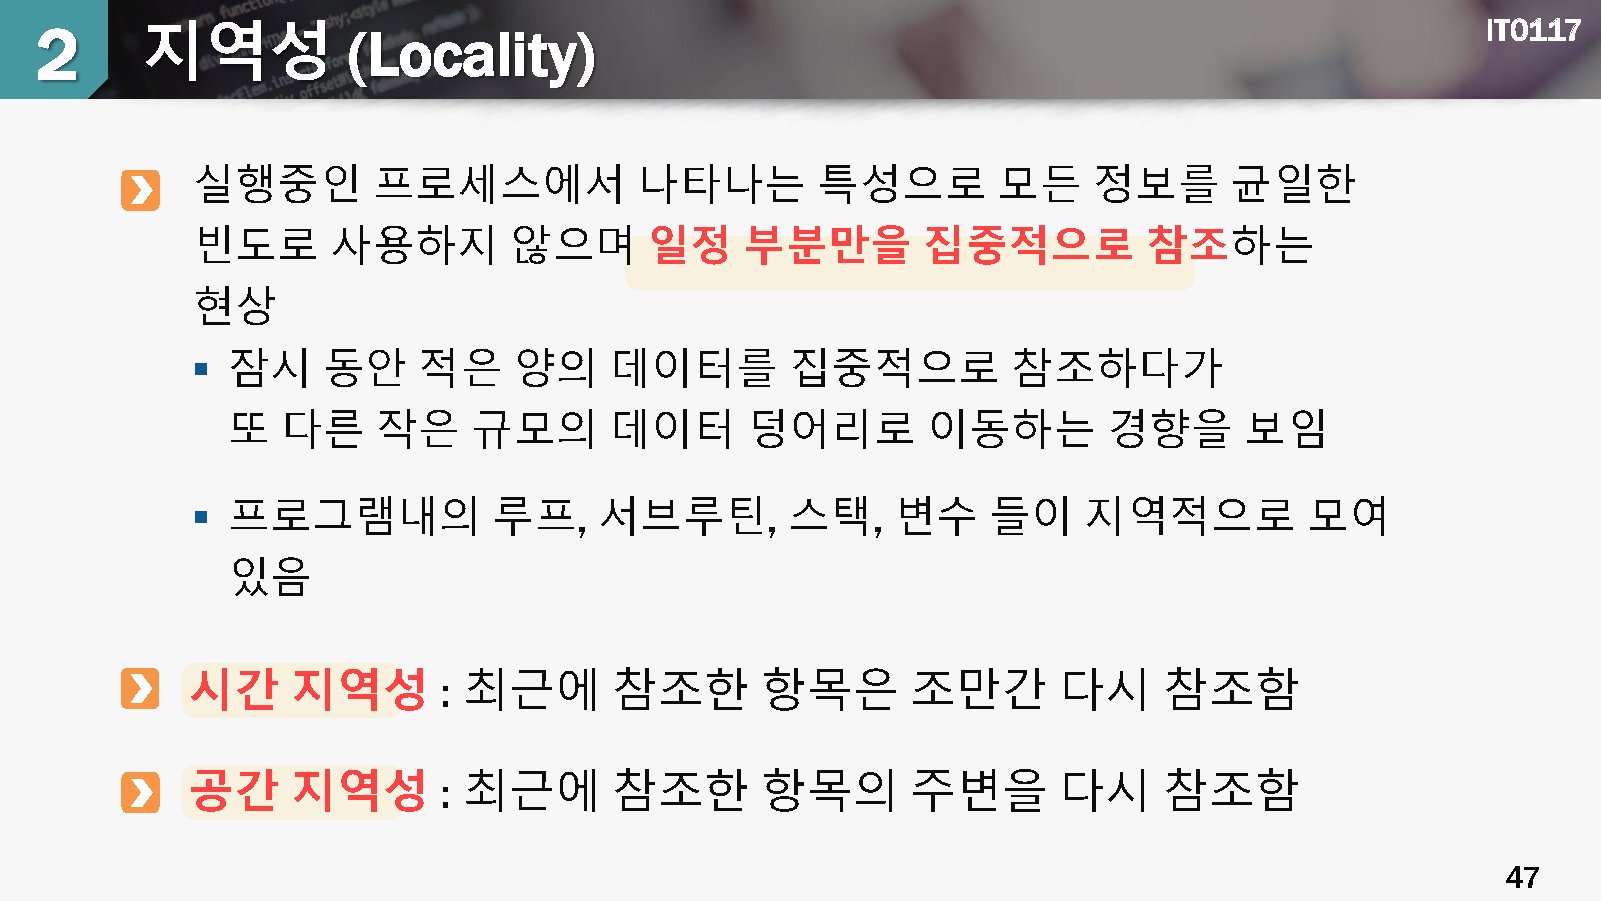 2
지역성 (Locality)
IT0117
실행중인 프로세스에서 나타나는 특성으로 모든 정보를 균일한
빈도로 사용하지 않으며 일정 부분만을 집중적으로 참조하는
현상
잠시 동안 적은 양의 데이터를 집중적으로 참조하다가
또 다른 작은 규모의 데이터 덩어리로 이동하는 경향을 보임
프로그램내의 루프, 서브루틴, 스택, 변수 들이 지역적으로 모여
있음
시간 지역성 : 최근에 참조한 항목은 조만간 다시 참조함
공간 지역성 : 최근에 참조한 항목의 주변을 다시 참조함
47